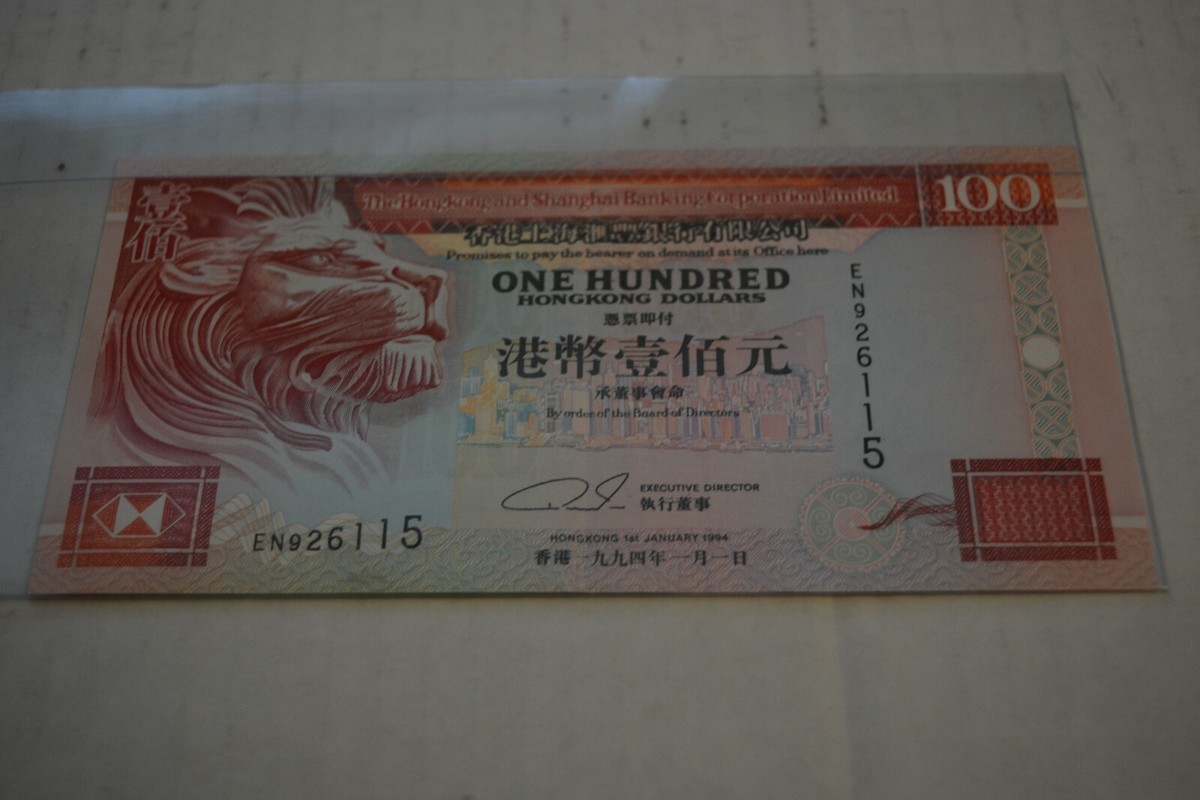 壹佰
The Hongkong and Shanghai Banking Corporation Limited
100
香港上海滙豐銀行有限公司
Promises to pay the bearer on demand at its Office here
ONE HUNDRED
HONGKONG DOLLARS
憑票即付
港幣壹佰元
承董事會命
By order of the Board of Directors
EN926115
EXECUTIVE DIRECTOR
執行董事
EN926115
HONGKONG 1st JANUARY 1994
香港一九九四年一月一日